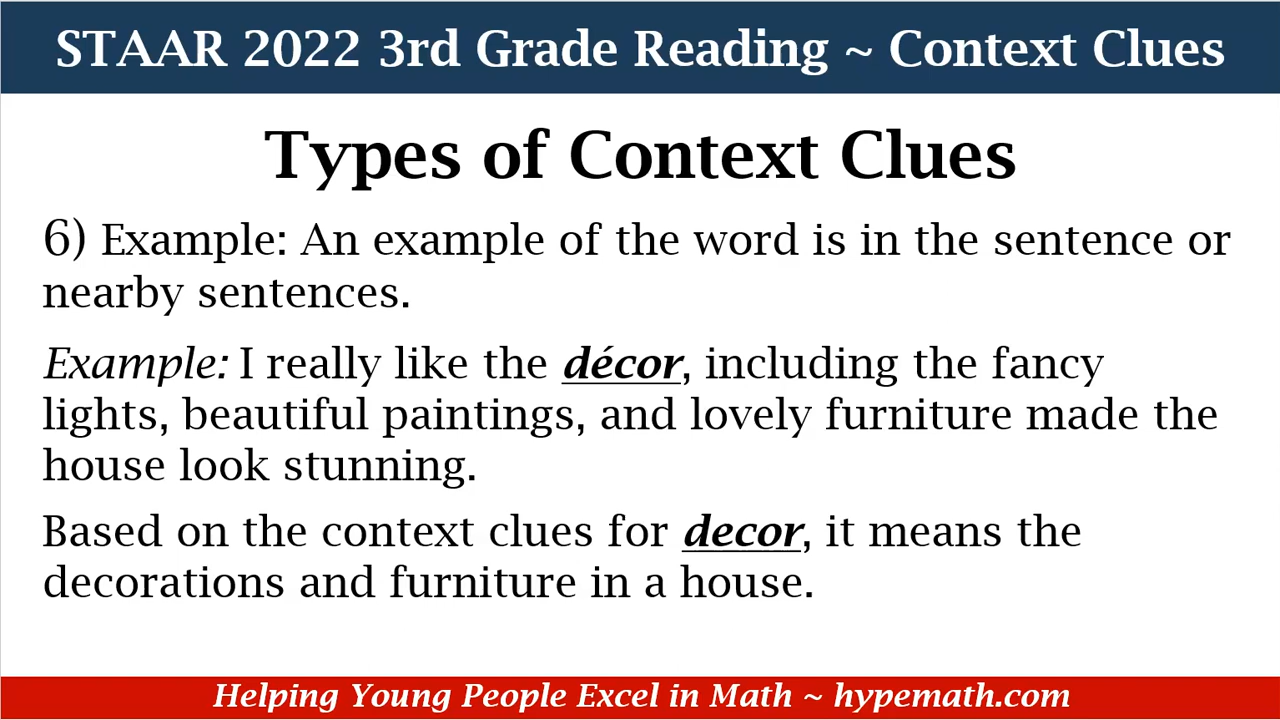 STAAR 2022 3rd Grade Reading ~ Context Clues
Types of Context Clues
6) Example: An example of the word is in the sentence or
nearby sentences.
Example: I really like the décor, including the fancy
lights, beautiful paintings, and lovely furniture made the
house look stunning.
Based on the context clues for decor, it means the
decorations and furniture in a house.
Helping Young People Excel in Math ~ hypemath.com